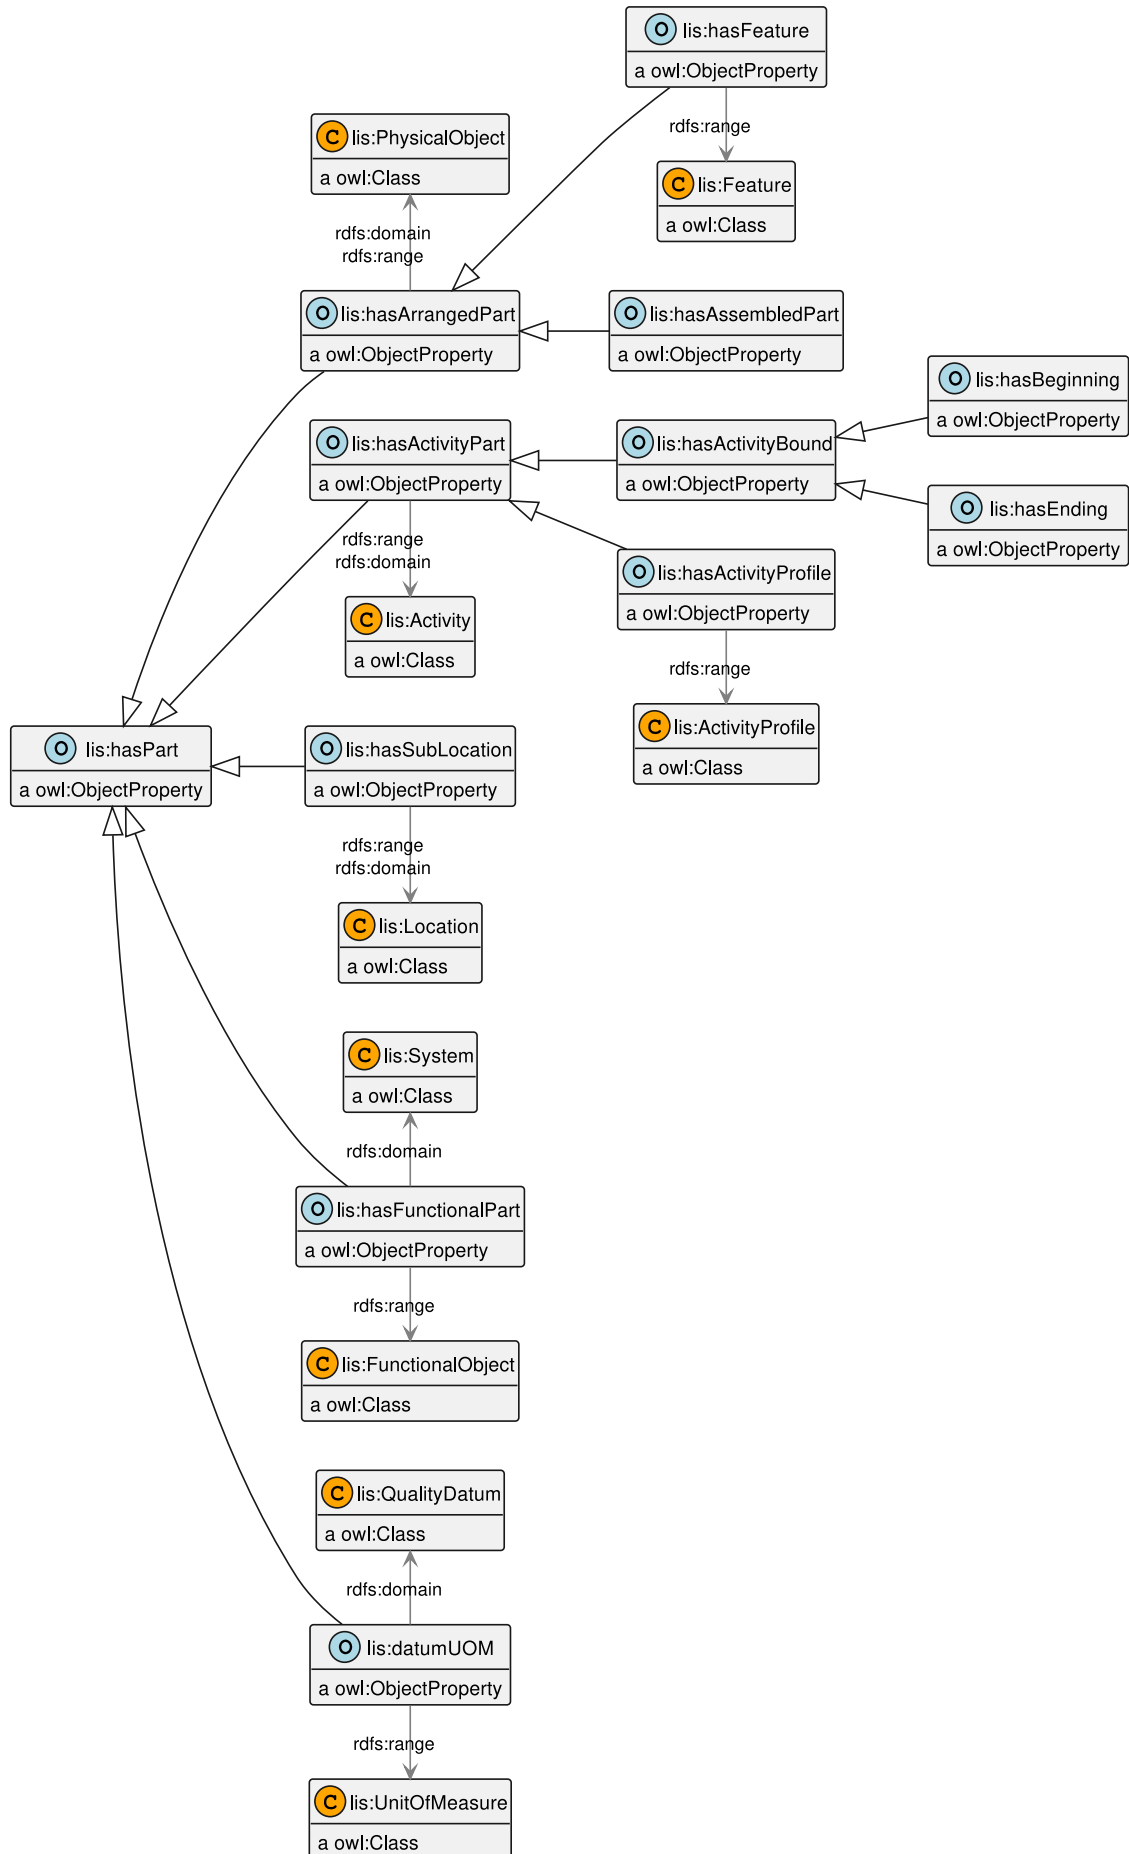 O lis:hasFeature
a owl:ObjectProperty
rdfs:range
C lis:PhysicalObject
a owl:Class
C lis:Feature
a owl:Class
rdfs:domain
rdfs:range
O lis:hasArrangedPart
a owl:ObjectProperty
O lis:hasAssembledPart
a owl:ObjectProperty
O lis:hasBeginning
a owl:ObjectProperty
O lis:hasActivityPart
a owl:ObjectProperty
O lis:hasActivityBound
a owl:ObjectProperty
O lis:hasEnding
a owl:ObjectProperty
rdfs:range
rdfs:domain
O lis:hasActivityProfile
a owl:ObjectProperty
C lis:Activity
a owl:Class
rdfs:range
C lis:ActivityProfile
a owl:Class
O lis:hasPart
a owl:ObjectProperty
O lis:hasSubLocation
a owl:ObjectProperty
rdfs:range
rdfs:domain
C lis:Location
a owl:Class
C lis:System
a owl:Class
rdfs:domain
O lis:hasFunctionalPart
a owl:ObjectProperty
rdfs:range
C lis:FunctionalObject
a owl:Class
C lis:QualityDatum
a owl:Class
rdfs:domain
O lis:datumUOM
a owl:ObjectProperty
rdfs:range
C lis:UnitOfMeasure
a owl:Class